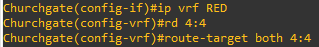 Churchgate(config-if)#ip vrf RED
Churchgate(config-vrf)#rd 4:4
Churchgate(config-vrf)#route-target both 4:4